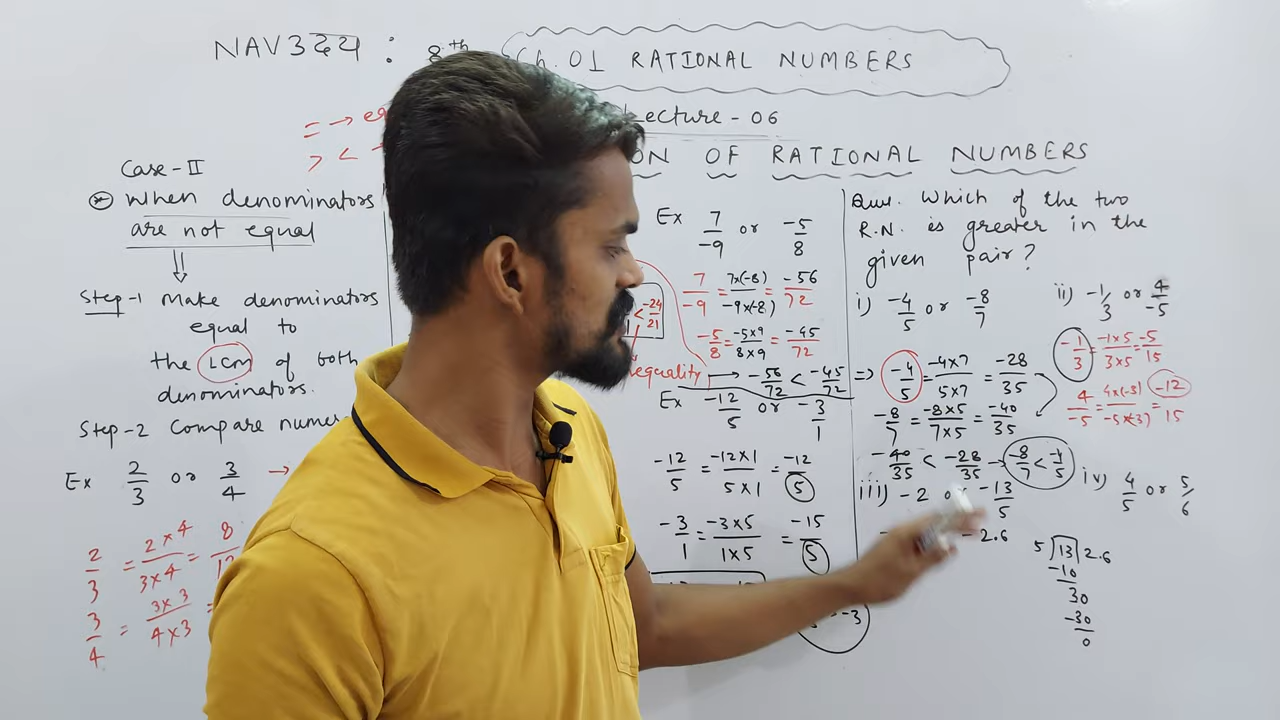 NAV3समय : 8th Ch. 01 RATIONAL NUMBERS
Lecture - 06
OF RATIONAL NUMBERS
= →
> <
Case-II
⊛ When denominators
are not equal
⇓
Step-1 Make denominators
equal to
the LCM of both
denominators.
Step-2 Compare
Ex 2/3 or 3/4 →
2/3 = 2×4/3×4 = 8/
3/4 = 3×3/4×3 =
< -24/21
Ex 7/-9 or -5/8
7/-9 = 7×(-8)/-9×(-8) = -56/72
-5/8 = -5×9/8×9 = -45/72
→ -56/72 < -45/72
Ex -12/5 or -3/1
-12/5 = -12×1/5×1 = -12/5
-3/1 = -3×5/1×5 = -15/5
-3
Ques. Which of the two
R.N. is greater in the
given pair?
i) -4/5 or -8/7
⇒ -4/5 = -4×7/5×7 = -28/35
-8/7 = -8×5/7×5 = -40/35
-40/35 < -28/35 → -8/7 < -4/5
ii) -1/3 or 4/-5
-1/3 = -1×5/3×5 = -5/15
4/-5 = 4×(-3)/-5×(-3) = -12/15
iii) -2 or -13/5
-2.6
5 | 13 | 2.6
-10
30
-30
0
iv) 4/5 or 5/6